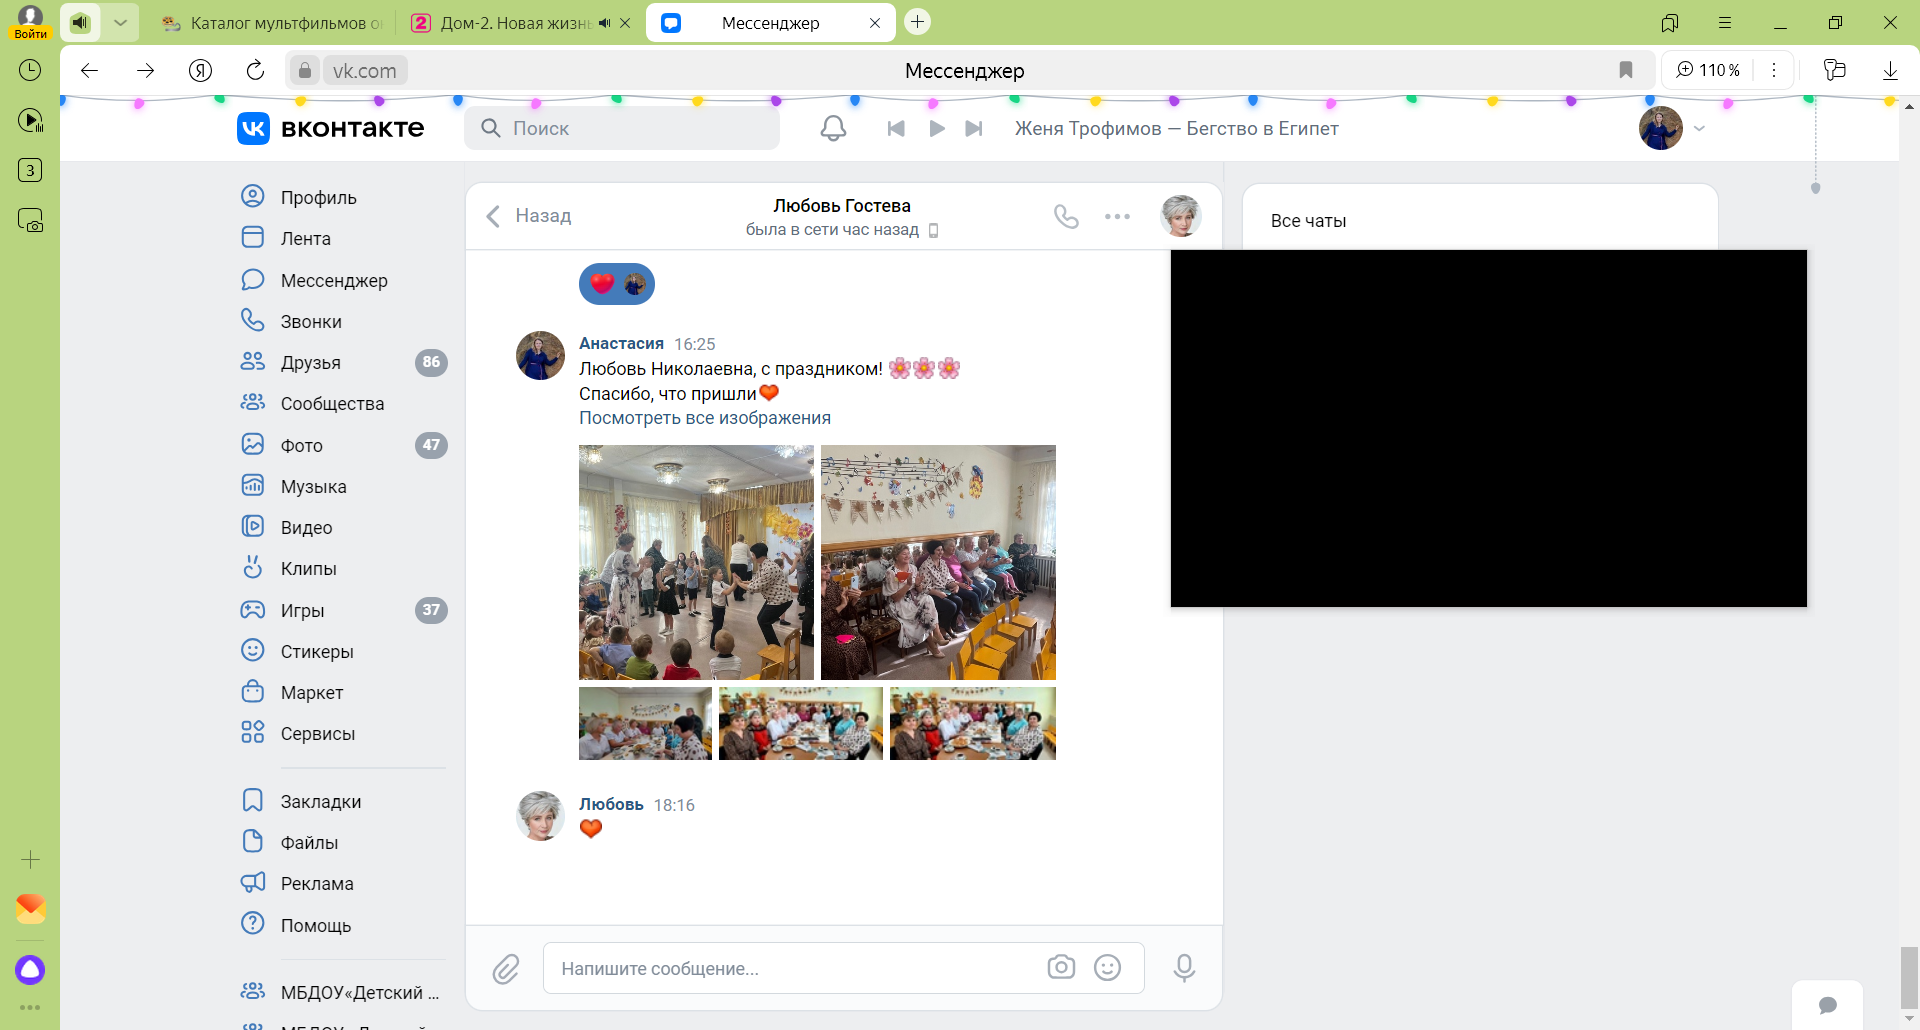 Войти
Каталог мультфильмов о
Дом-2. Новая жизнь
Мессенджер
vk.com
Мессенджер
110 %
3
вконтакте
Поиск
Женя Трофимов — Бегство в Египет
Профиль
Лента
Мессенджер
Звонки
Друзья 86
Сообщества
Фото 47
Музыка
Видео
Клипы
Игры 37
Стикеры
Маркет
Сервисы
Закладки
Файлы
Реклама
Помощь
МБДОУ«Детский ...
Назад
Любовь Гостева
была в сети час назад
Анастасия 16:25
Любовь Николаевна, с праздником! 🌸🌸🌸
Спасибо, что пришли❤
Посмотреть все изображения
Любовь 18:16
❤
Напишите сообщение...
Все чаты